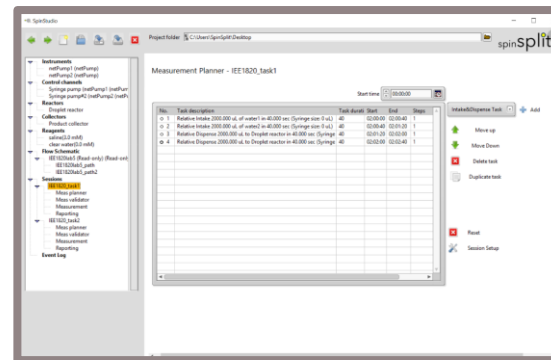 SpinStudio
Project folder C:\Users\SpinSplit\Desktop
spinsplit
Instruments
netPump1 (netPump)
netPump2 (netPump)
Control channels
Syringe pump (netPump1 (netPum
Syringe pump#2 (netPump2 (netP
Reactors
Droplet reactor
Collectors
Product collector
Reagents
saline(0.0 mM)
clear water(0.0 mM)
Flow Schematic
IEE1820lab5 (Read-only) (Read-onl
IEE1820lab5_path
IEE1820lab5_path2
Sessions
IEE1820_task1
Meas planner
Meas validator
Measurement
Reporting
IEE1820_task2
Meas planner
Meas validator
Measurement
Reporting
Event Log
Measurement Planner - IEE1820_task1
Start time 00:00:00
No. Task description Task durati Start End Steps
1 Relative Intake 2000.000 uL of water1 in 40.000 sec (Syringe size: 0 uL) 40 02:00:00 02:00:40 1
2 Relative Intake 2000.000 uL of water2 in 40.000 sec (Syringe size: 0 uL) 40 02:00:40 02:01:20 1
3 Relative Dispense 2000.000 uL to Droplet reactor in 40.000 sec (Syringe 40 02:01:20 02:02:00 1
4 Relative Dispense 2000.000 uL to Droplet reactor in 40.000 sec (Syringe 40 02:02:00 02:02:40 1
Intake&Dispense Task Add
Move up
Move Down
Delete task
Duplicate task
Reset
Session Setup